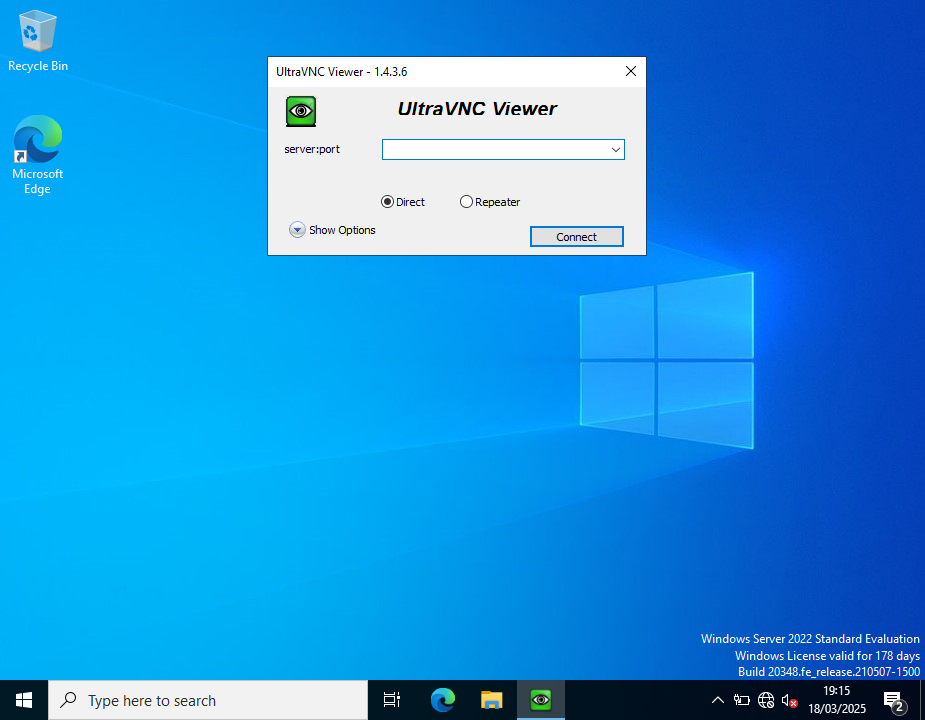 Recycle Bin
Microsoft
Edge
UltraVNC Viewer - 1.4.3.6
UltraVNC Viewer
server:port
Direct
Repeater
Show Options
Connect
Windows Server 2022 Standard Evaluation
Windows License valid for 178 days
Build 20348.fe_release.210507-1500
Type here to search
19:15
18/03/2025
2